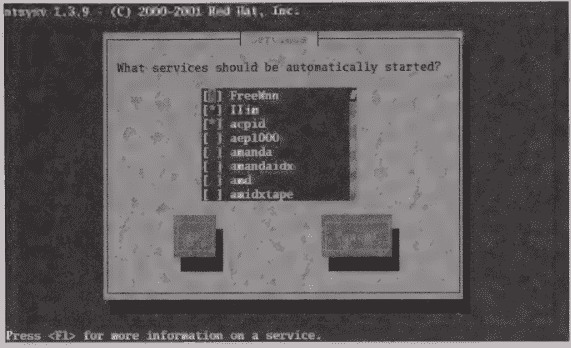 ntsysv 1.3.9 - (C) 2000-2001 Red Hat, Inc.
What services should be automatically started?
[ ] FreeWnn
[*] IIim
[*] acpid
[ ] aep1000
[ ] amanda
[ ] amandaidx
[ ] amd
[ ] amidxtape
Press <F1> for more information on a service.